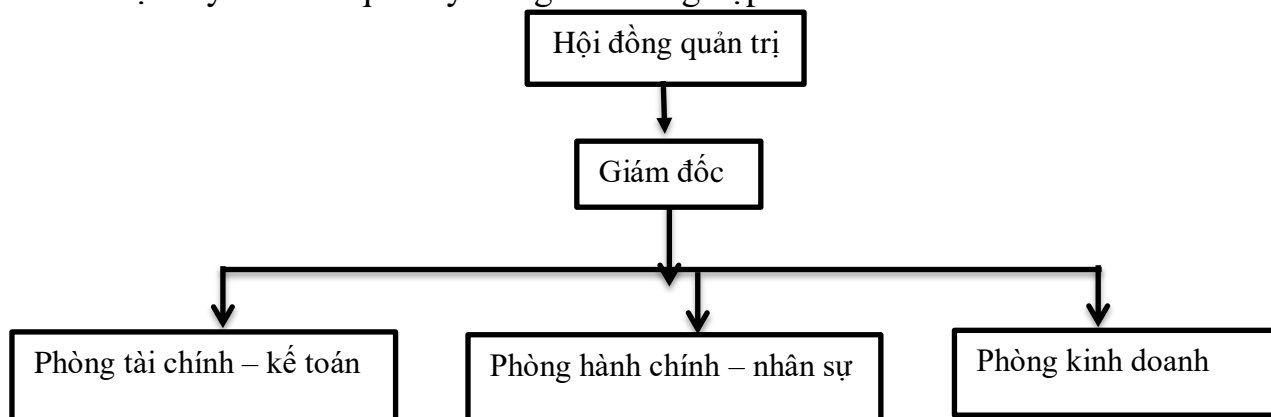 Hội đồng quản trị
Giám đốc
Phòng tài chính – kế toán
Phòng hành chính – nhân sự
Phòng kinh doanh